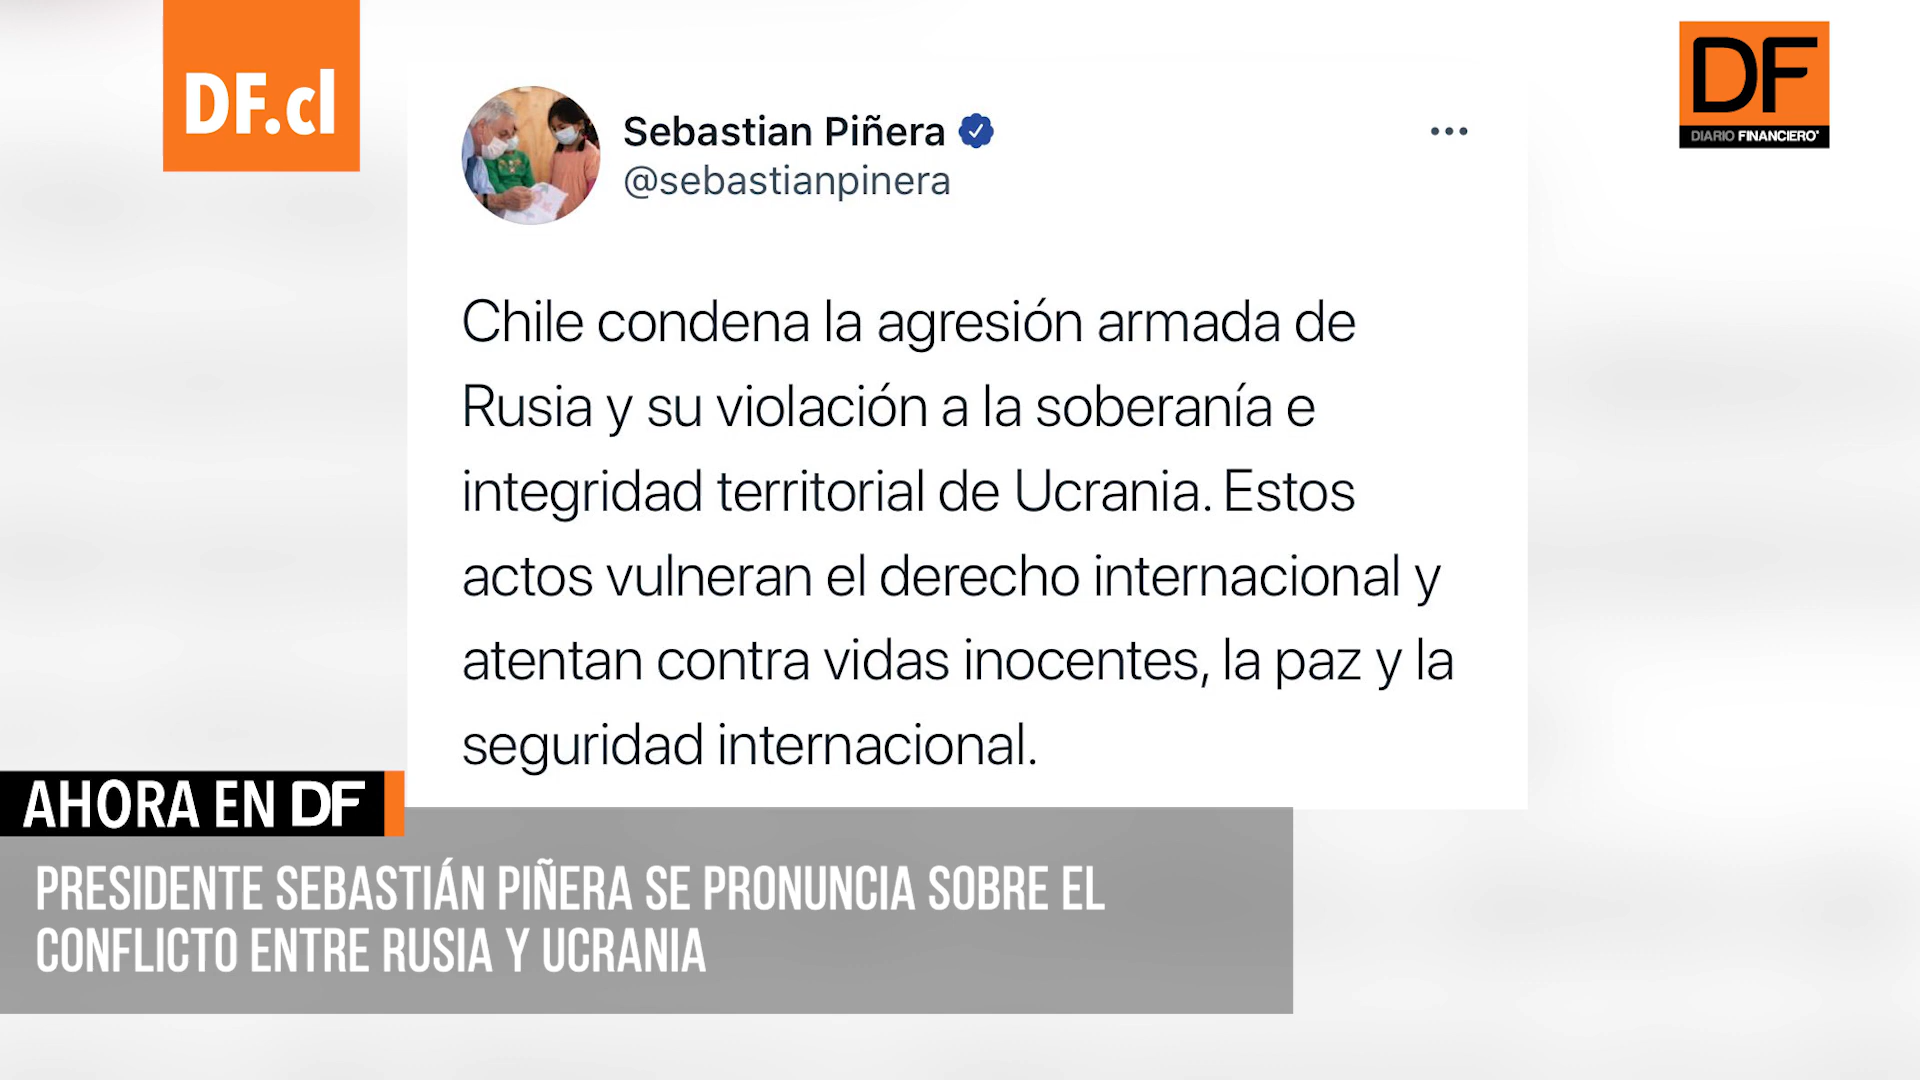 DF.cl
DF
DIARIO FINANCIERO®
Sebastian Piñera
@sebastianpinera
Chile condena la agresión armada de
Rusia y su violación a la soberanía e
integridad territorial de Ucrania. Estos
actos vulneran el derecho internacional y
atentan contra vidas inocentes, la paz y la
seguridad internacional.
AHORA EN DF
PRESIDENTE SEBASTIÁN PIÑERA SE PRONUNCIA SOBRE EL
CONFLICTO ENTRE RUSIA Y UCRANIA